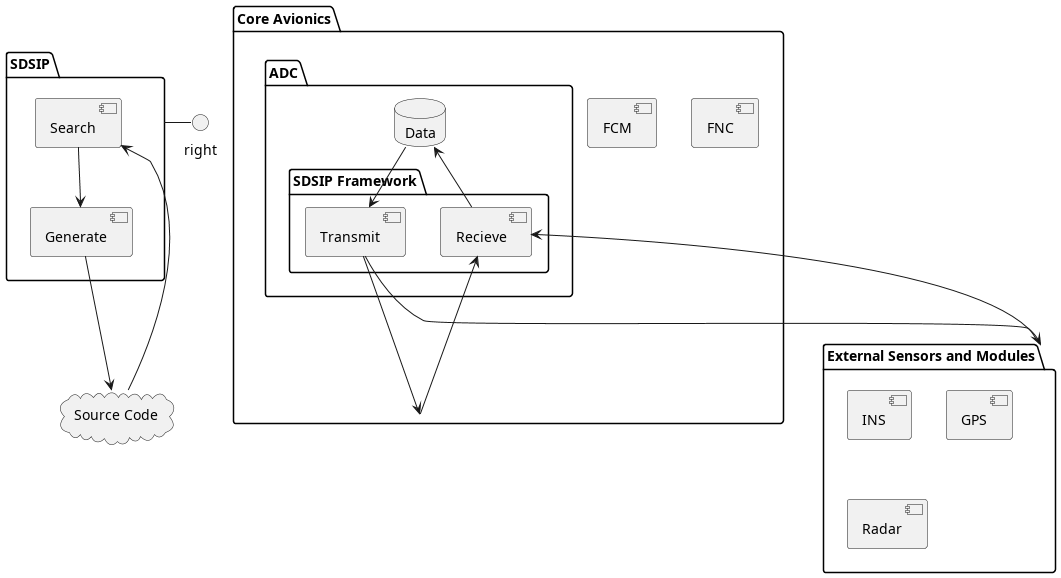 Core Avionics
SDSIP
ADC
Search
Data
FCM
FNC
right
SDSIP Framework
Generate
Transmit
Recieve
External Sensors and Modules
Source Code
INS
GPS
Radar